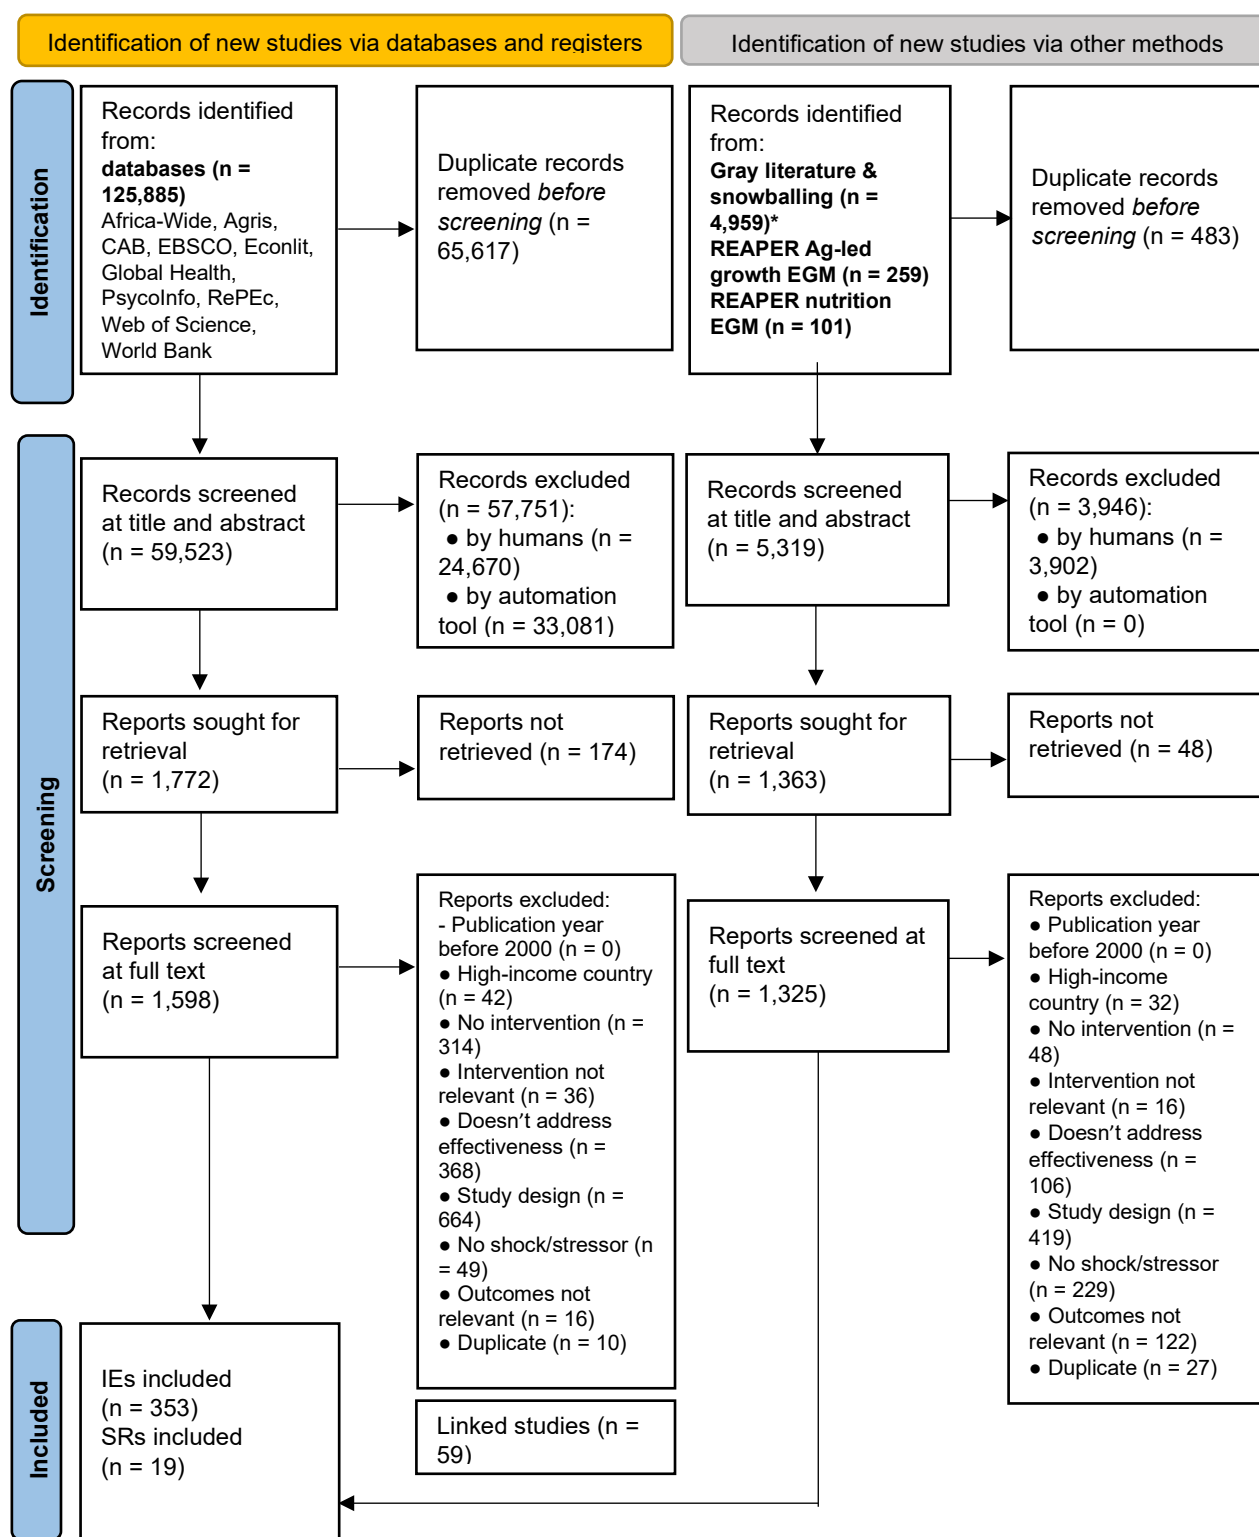 Identification of new studies via databases and registers
Identification of new studies via other methods
Identification
Records identified
from:
databases (n =
125,885)
Africa-Wide, Agris,
CAB, EBSCO, Econlit,
Global Health,
PsycoInfo, RePEc,
Web of Science,
World Bank
Duplicate records
removed before
screening (n =
65,617)
Records identified
from:
Gray literature &
snowballing (n =
4,959)*
REAPER Ag-led
growth EGM (n = 259)
REAPER nutrition
EGM (n = 101)
Duplicate records
removed before
screening (n = 483)
Screening
Records screened
at title and abstract
(n = 59,523)
Records excluded
(n = 57,751):
● by humans (n =
24,670)
● by automation
tool (n = 33,081)
Records screened
at title and abstract
(n = 5,319)
Records excluded
(n = 3,946):
● by humans (n =
3,902)
● by automation
tool (n = 0)
Reports sought for
retrieval
(n = 1,772)
Reports not
retrieved (n = 174)
Reports sought for
retrieval
(n = 1,363)
Reports not
retrieved (n = 48)
Reports screened
at full text
(n = 1,598)
Reports excluded:
- Publication year
before 2000 (n = 0)
● High-income country
(n = 42)
● No intervention (n =
314)
● Intervention not
relevant (n = 36)
● Doesn't address
effectiveness (n =
368)
● Study design (n =
664)
● No shock/stressor (n
= 49)
● Outcomes not
relevant (n = 16)
● Duplicate (n = 10)
Reports screened at
full text
(n = 1,325)
Reports excluded:
● Publication year
before 2000 (n = 0)
● High-income
country (n = 32)
● No intervention (n =
48)
● Intervention not
relevant (n = 16)
● Doesn't address
effectiveness (n =
106)
● Study design (n =
419)
● No shock/stressor
(n = 229)
● Outcomes not
relevant (n = 122)
● Duplicate (n = 27)
Included
IEs included
(n = 353)
SRs included
(n = 19)
Linked studies (n =
59)